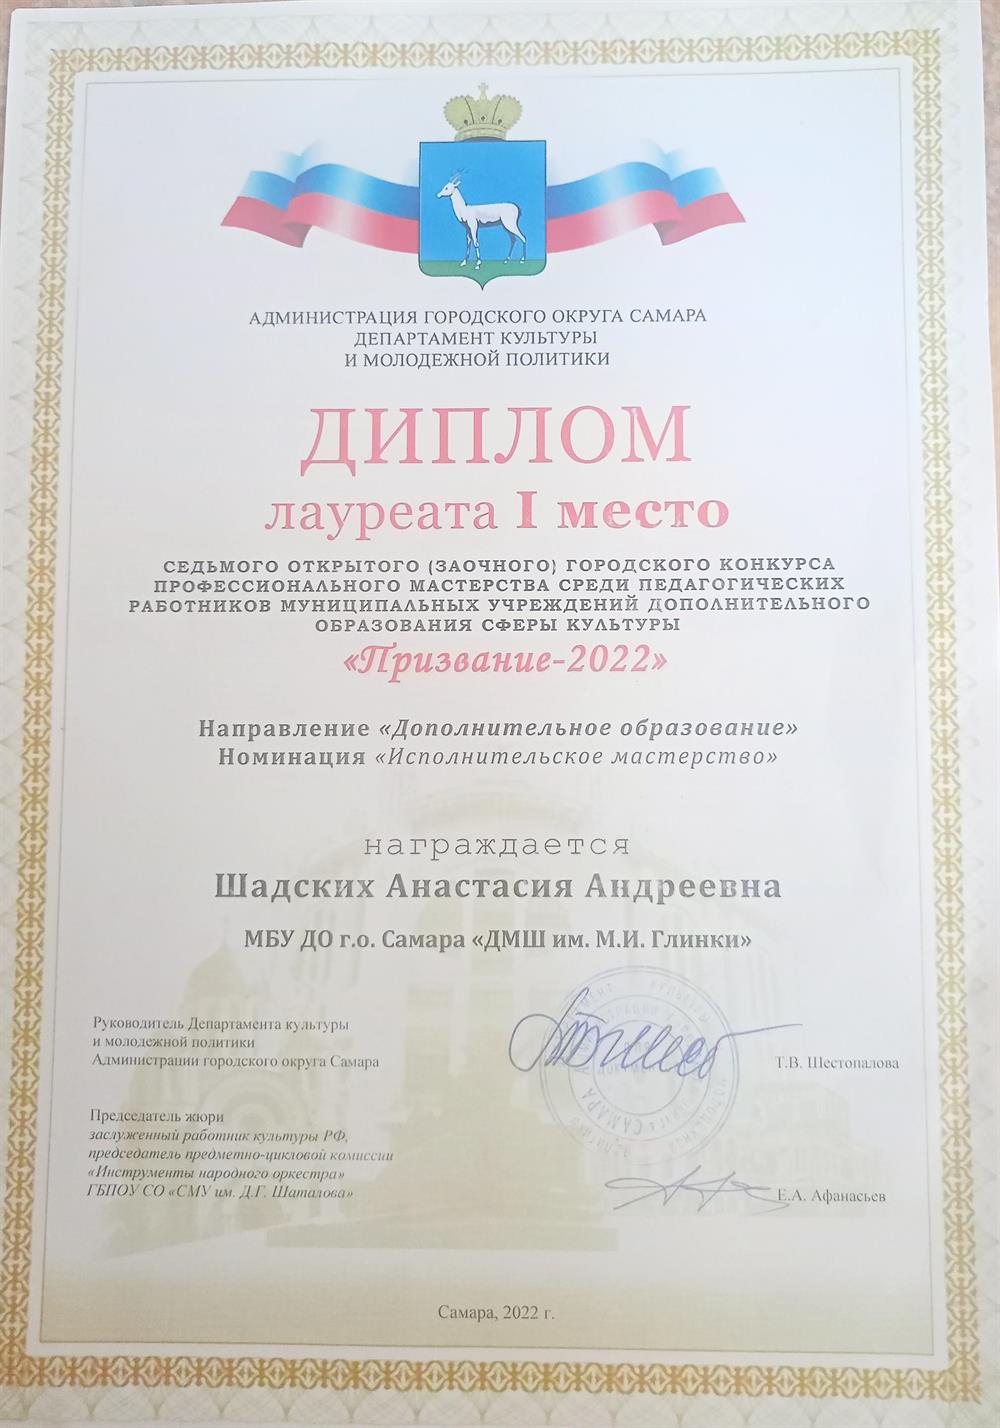 АДМИНИСТРАЦИЯ ГОРОДСКОГО ОКРУГА САМАРА
ДЕПАРТАМЕНТ КУЛЬТУРЫ
И МОЛОДЕЖНОЙ ПОЛИТИКИ
ДИПЛОМ
лауреата I место
СЕДЬМОГО ОТКРЫТОГО (ЗАОЧНОГО) ГОРОДСКОГО КОНКУРСА
ПРОФЕССИОНАЛЬНОГО МАСТЕРСТВА СРЕДИ ПЕДАГОГИЧЕСКИХ
РАБОТНИКОВ МУНИЦИПАЛЬНЫХ УЧРЕЖДЕНИЙ ДОПОЛНИТЕЛЬНОГО
ОБРАЗОВАНИЯ СФЕРЫ КУЛЬТУРЫ
«Призвание-2022»
Направление «Дополнительное образование»
Номинация «Исполнительское мастерство»
награждается
Шадских Анастасия Андреевна
МБУ ДО г.о. Самара «ДМШ им. М.И. Глинки»
Руководитель Департамента культуры
и молодежной политики
Администрации городского округа Самара
Т.В. Шестопалова
Председатель жюри
заслуженный работник культуры РФ,
председатель предметно-цикловой комиссии
«Инструменты народного оркестра»
ГБПОУ СО «СМУ им. Д.Г. Шаталова»
Е.А. Афанасьев
Самара, 2022 г.